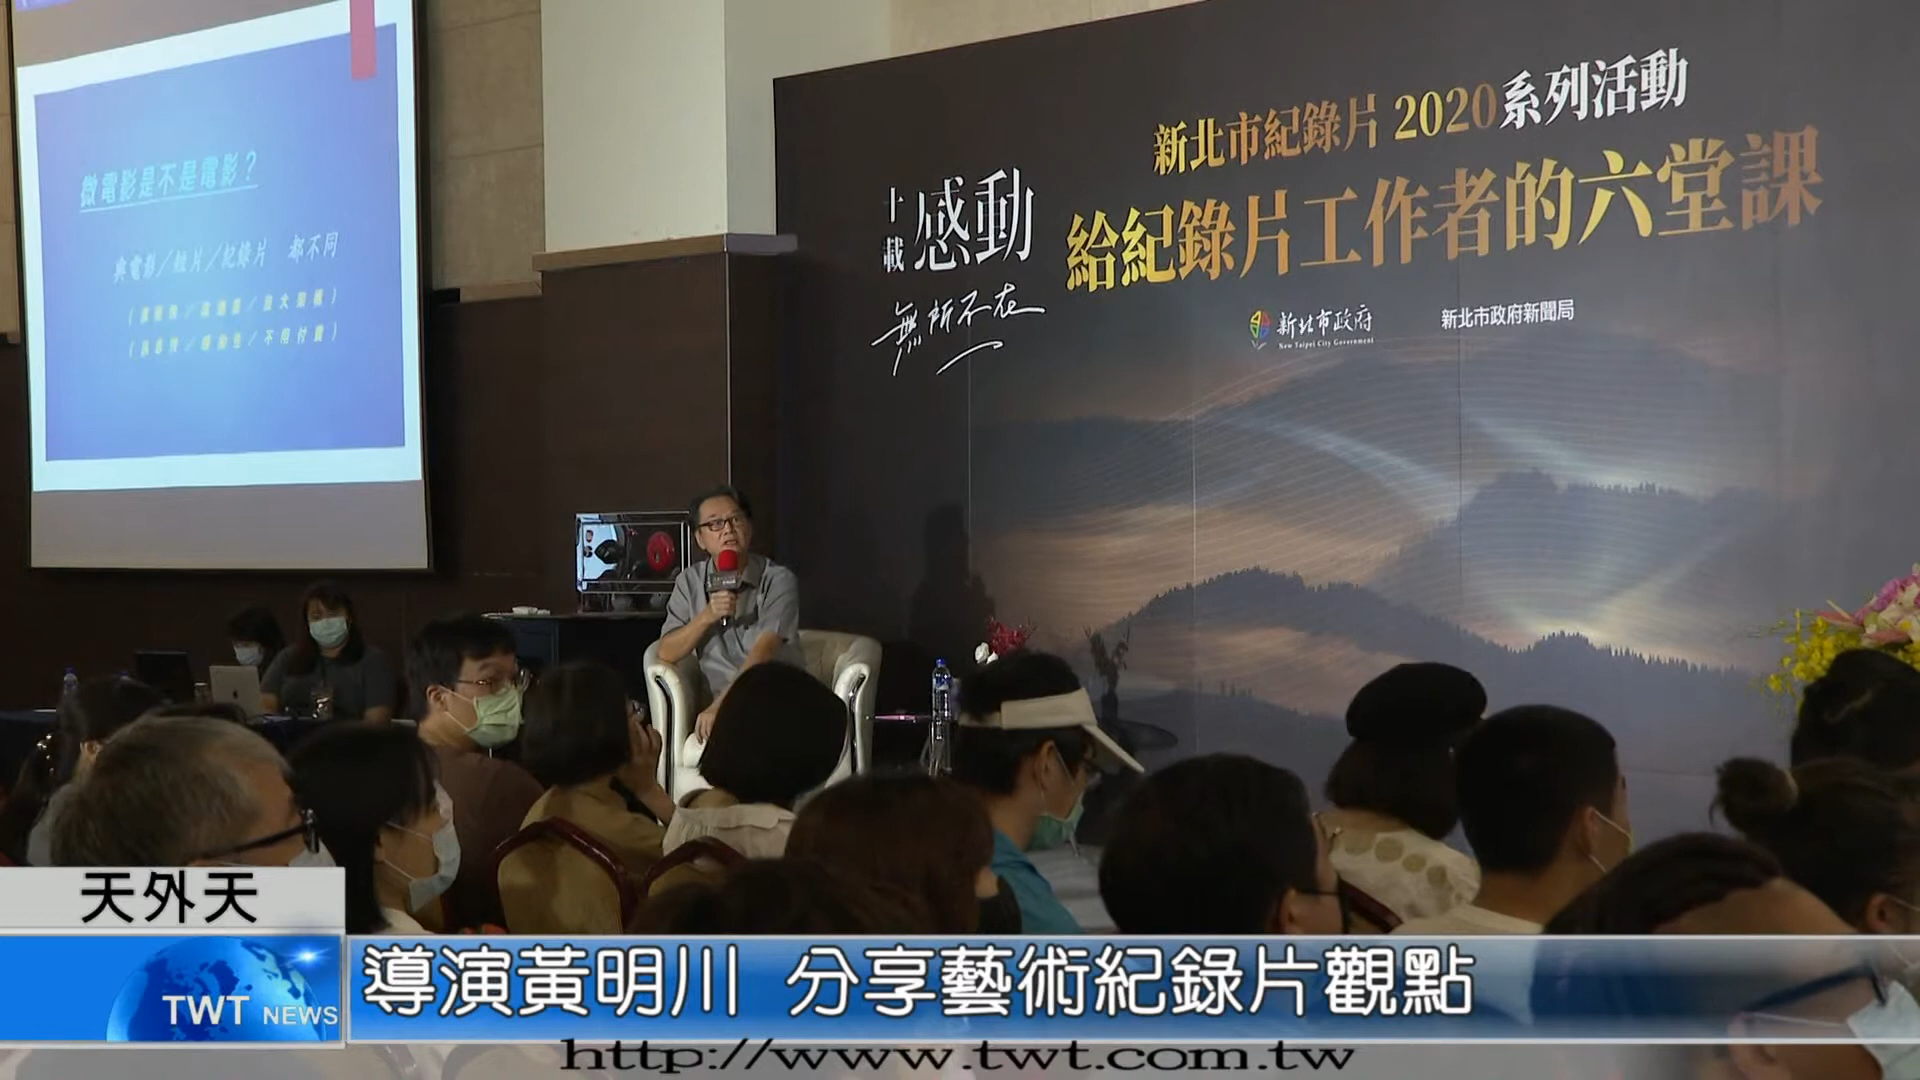 微電影是不是電影?
與電影/短片/紀錄片 都不同
新北市紀錄片 2020系列活動
給紀錄片工作者的六堂課
十載 感動
無所不在
新北市政府
New Taipei City Government
新北市政府新聞局
天外天
TWT NEWS
導演黃明川 分享藝術紀錄片觀點
http://www.twt.com.tw